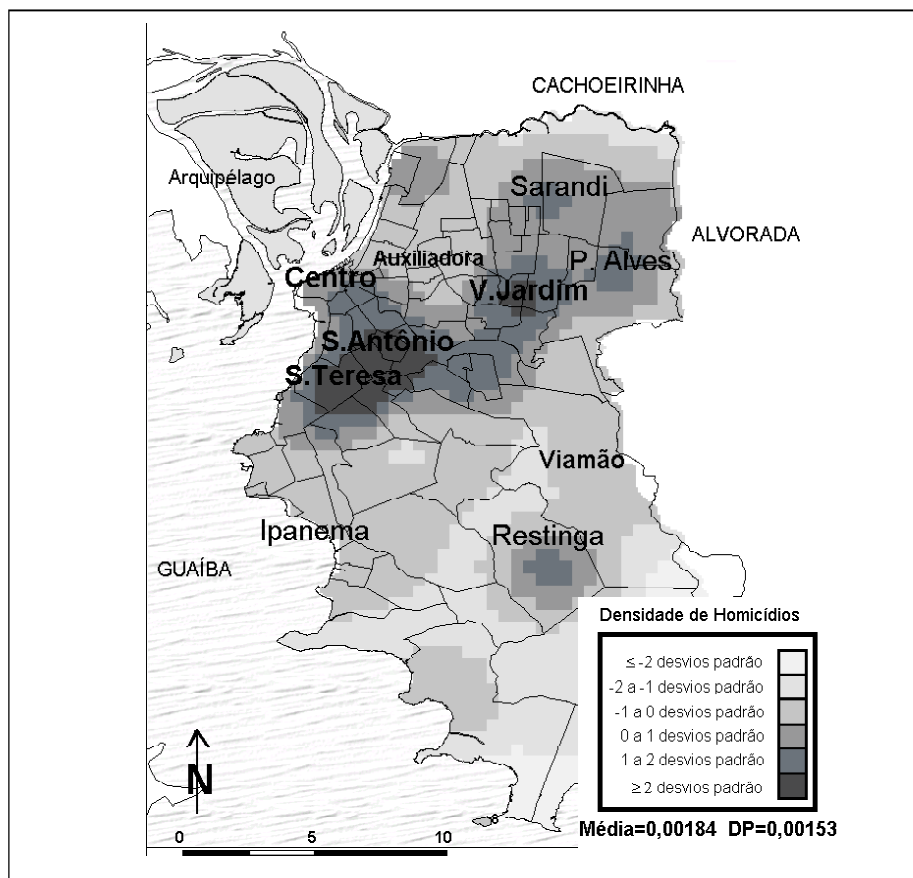 CACHOEIRINHA
Arquipélago
Sarandi
ALVORADA
Auxiliadora
P. Alves
Centro
V.Jardim
S.Antônio
S.Teresa
Viamão
Ipanema
Restinga
GUAÍBA
Densidade de Homicídios
≤ -2 desvios padrão
-2 a -1 desvios padrão
-1 a 0 desvios padrão
0 a 1 desvios padrão
1 a 2 desvios padrão
≥ 2 desvios padrão
Média=0,00184 DP=0,00153
N
0 5 10